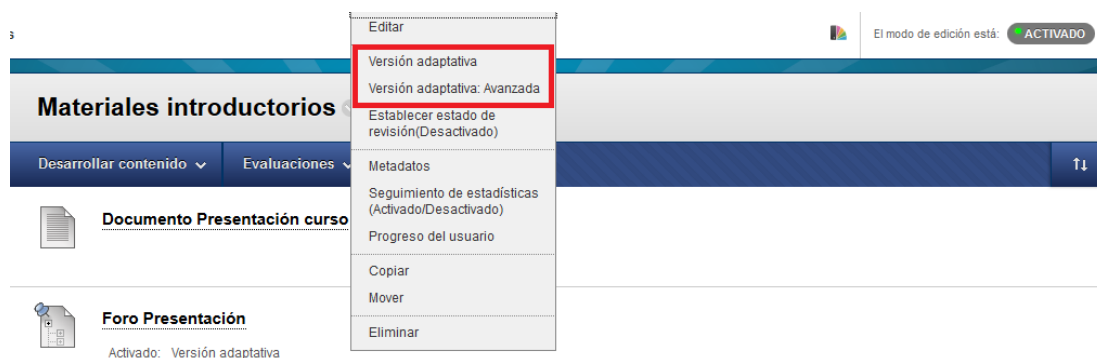 s
Editar
El modo de edición está: ACTIVADO
Versión adaptativa
Versión adaptativa: Avanzada
Materiales introductorios
Establecer estado de
revisión(Desactivado)
Desarrollar contenido
Evaluaciones
Metadatos
Seguimiento de estadísticas
(Activado/Desactivado)
Documento Presentación curso
Progreso del usuario
Copiar
Mover
Foro Presentación
Eliminar
Activado: Versión adaptativa